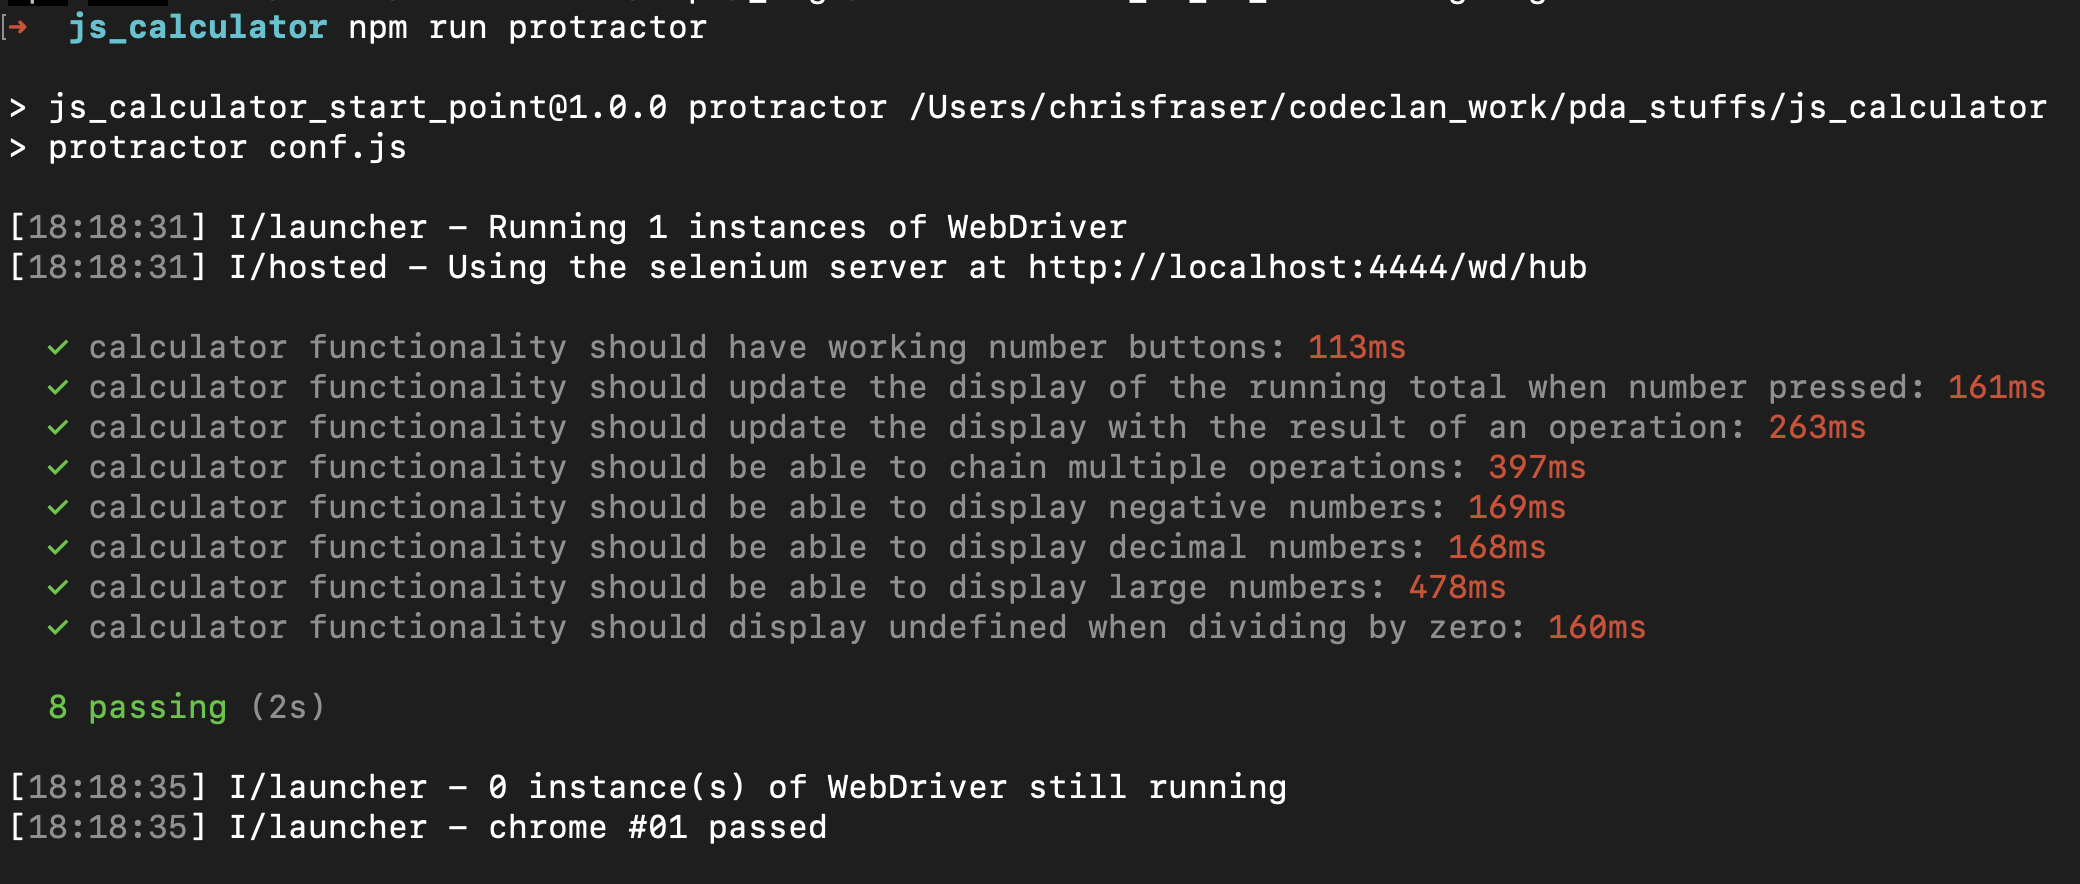 → js_calculator npm run protractor
> js_calculator_start_point@1.0.0 protractor /Users/chrisfraser/codeclan_work/pda_stuffs/js_calculator
> protractor conf.js
[18:18:31] I/launcher – Running 1 instances of WebDriver
[18:18:31] I/hosted – Using the selenium server at http://localhost:4444/wd/hub
✓ calculator functionality should have working number buttons: 113ms
✓ calculator functionality should update the display of the running total when number pressed: 161ms
✓ calculator functionality should update the display with the result of an operation: 263ms
✓ calculator functionality should be able to chain multiple operations: 397ms
✓ calculator functionality should be able to display negative numbers: 169ms
✓ calculator functionality should be able to display decimal numbers: 168ms
✓ calculator functionality should be able to display large numbers: 478ms
✓ calculator functionality should display undefined when dividing by zero: 160ms
8 passing (2s)
[18:18:35] I/launcher – 0 instance(s) of WebDriver still running
[18:18:35] I/launcher – chrome #01 passed